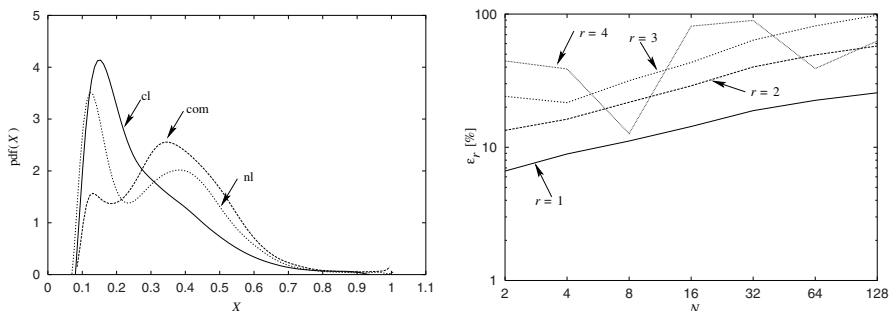 pdf(X)
5
4
3
2
1
0
0 0.1 0.2 0.3 0.4 0.5 0.6 0.7 0.8 0.9 1 1.1
X
cl
com
nl
εr [%]
100
10
1
2 4 8 16 32 64 128
N
r = 4
r = 3
r = 2
r = 1